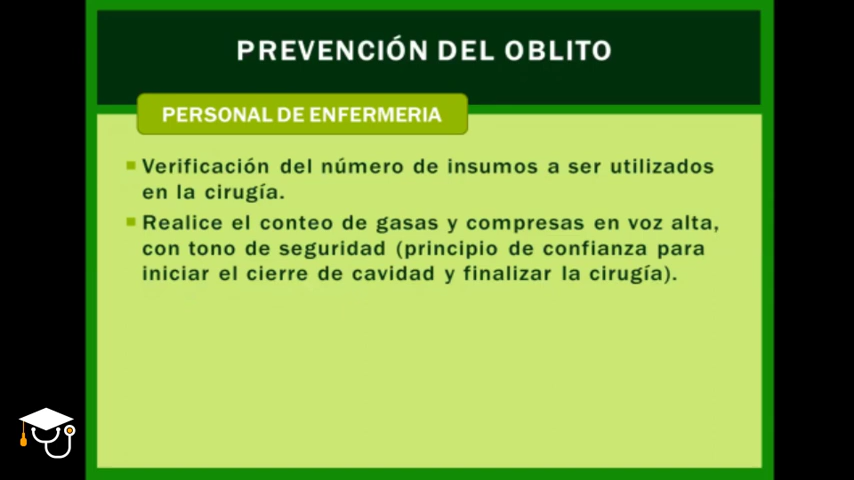 PREVENCIÓN DEL OBLITO
PERSONAL DE ENFERMERIA
Verificación del número de insumos a ser utilizados
en la cirugía.
Realice el conteo de gasas y compresas en voz alta,
con tono de seguridad (principio de confianza para
iniciar el cierre de cavidad y finalizar la cirugía).